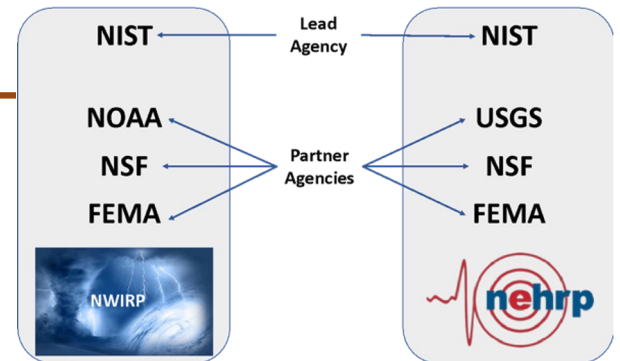 NIST
Lead
Agency
NIST
NOAA
NSF
FEMA
Partner
Agencies
USGS
NSF
FEMA
NWIRP
nehrp